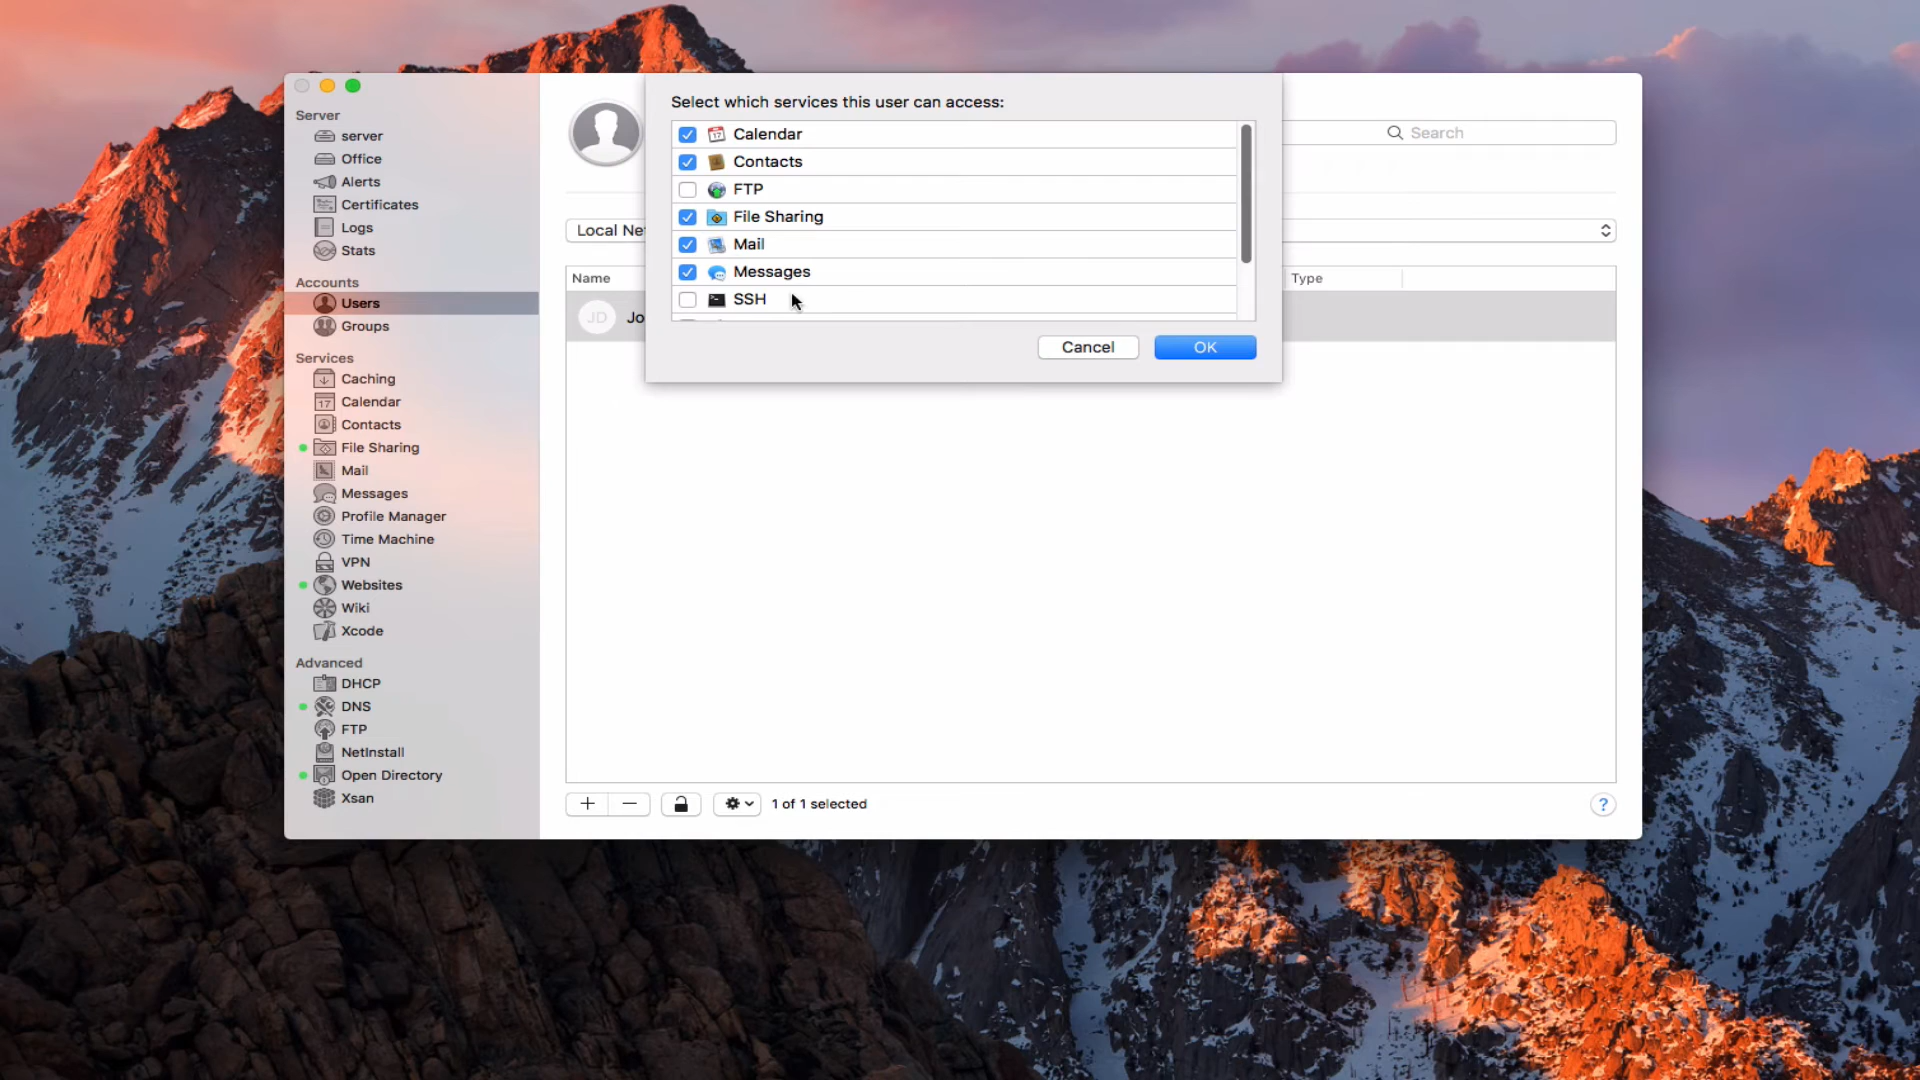 Server
server
Office
Alerts
Certificates
Logs
Stats
Accounts
Users
Groups
Services
Caching
17
Calendar
Contacts
File Sharing
Mail
Messages
Profile Manager
Time Machine
VPN
Websites
Wiki
Xcode
Advanced
DHCP
DNS
FTP
NetInstall
Open Directory
Xsan
Select which services this user can access:
17 Calendar
Contacts
FTP
File Sharing
Mail
Messages
SSH
Cancel
OK
Search
Local Ne
Name
Type
JD
Jo
1 of 1 selected
?